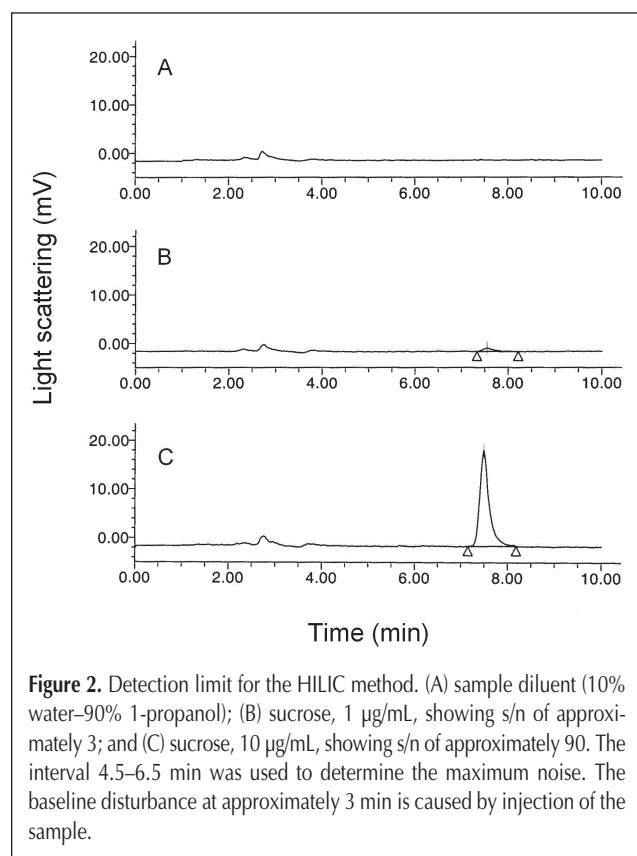 20.00
A
10.00
0.00
0.00 2.00 4.00 6.00 8.00 10.00
Light scattering (mV)
20.00
B
10.00
0.00
0.00 2.00 4.00 6.00 8.00 10.00
20.00
C
10.00
0.00
0.00 2.00 4.00 6.00 8.00 10.00
Time (min)
Figure 2. Detection limit for the HILIC method. (A) sample diluent (10%
water–90% 1-propanol); (B) sucrose, 1 µg/mL, showing s/n of approxi-
mately 3; and (C) sucrose, 10 µg/mL, showing s/n of approximately 90. The
interval 4.5–6.5 min was used to determine the maximum noise. The
baseline disturbance at approximately 3 min is caused by injection of the
sample.